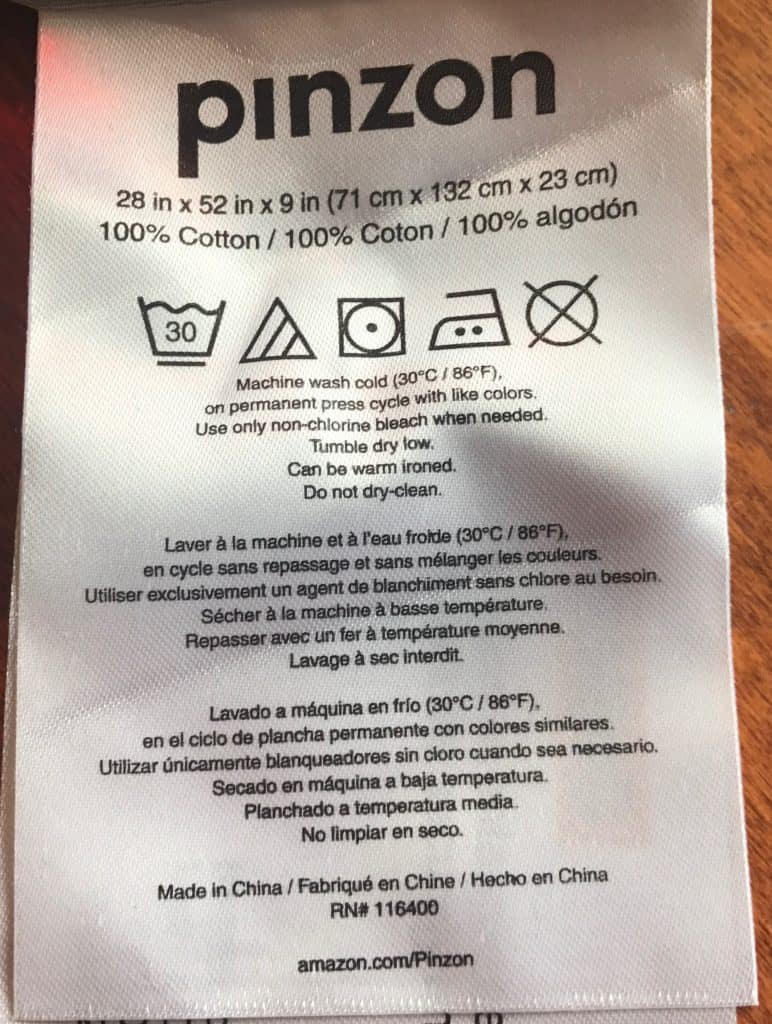 pinzon
28 in x 52 in x 9 in (71 cm x 132 cm x 23 cm)
100% Cotton / 100% Coton / 100% algodón
30
Machine wash cold (30°C / 86°F),
on permanent press cycle with like colors.
Use only non-chlorine bleach when needed.
Tumble dry low.
Can be warm ironed.
Do not dry-clean.
Laver à la machine et à l'eau froide (30°C / 86°F),
en cycle sans repassage et sans mélanger les couleurs.
Utiliser exclusivement un agent de blanchiment sans chlore au besoin.
Sécher à la machine à basse température.
Repasser avec un fer à température moyenne.
Lavage à sec interdit.
Lavado a máquina en frío (30°C / 86°F),
en el ciclo de plancha permanente con colores similares.
Utilizar únicamente blanqueadores sin cloro cuando sea necesario.
Secado en máquina a baja temperatura.
Planchado a temperatura media.
No limpiar en seco.
Made in China / Fabriqué en Chine / Hecho en China
RN# 116400
amazon.com/Pinzon